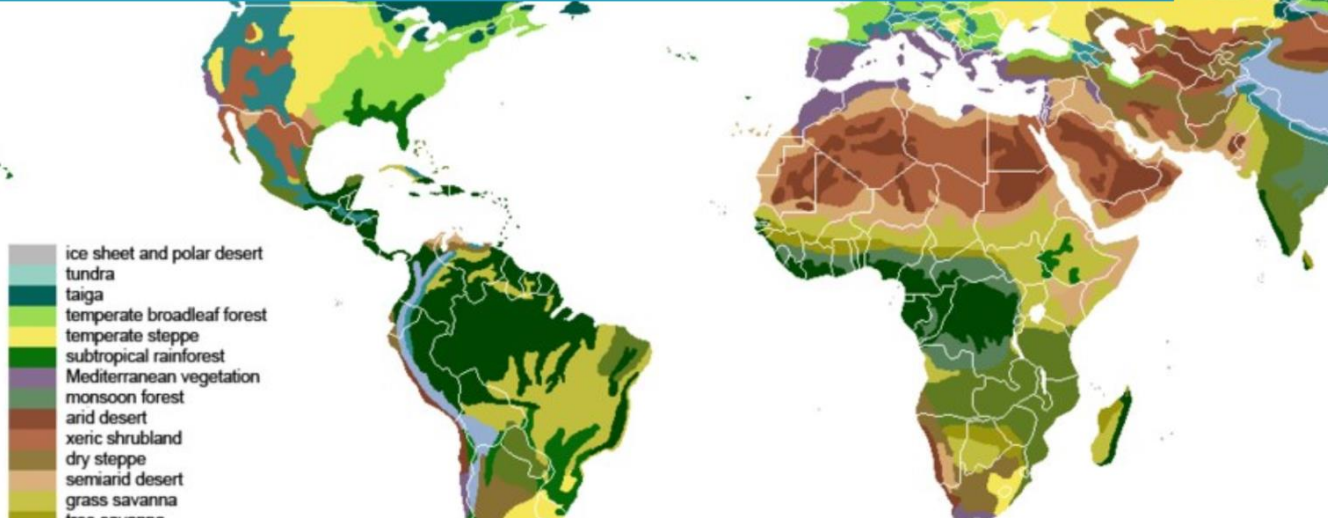 ice sheet and polar desert
tundra
taiga
temperate broadleaf forest
temperate steppe
subtropical rainforest
Mediterranean vegetation
monsoon forest
arid desert
xeric shrubland
dry steppe
semiarid desert
grass savanna